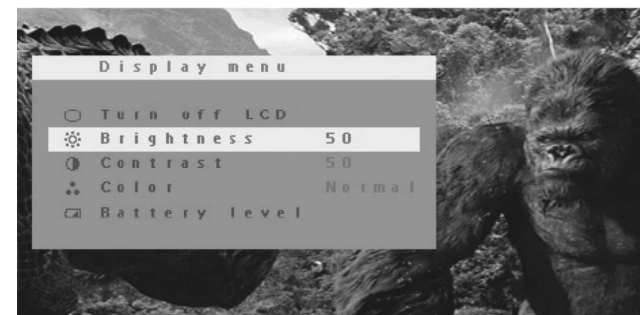 Display menu
Turn off LCD
Brightness 50
Contrast 50
Color Normal
Battery level